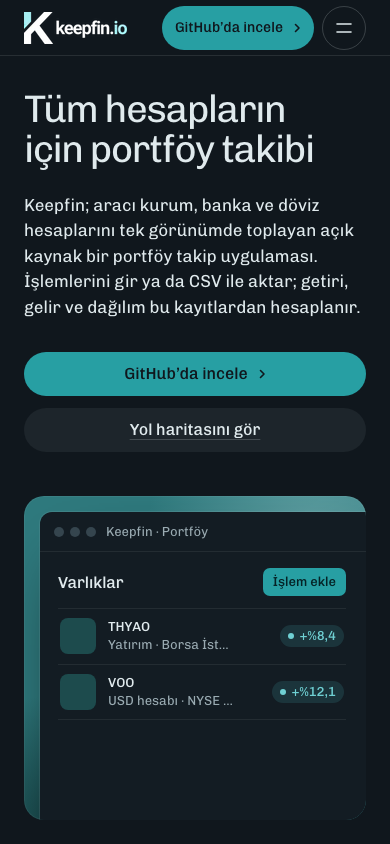 keepfin.io
GitHub’da incele
Tüm hesapların
için portföy takibi
Keepfin; aracı kurum, banka ve döviz
hesaplarını tek görünümde toplayan açık
kaynak bir portföy takip uygulaması.
İşlemlerini gir ya da CSV ile aktar; getiri,
gelir ve dağılım bu kayıtlardan hesaplanır.
GitHub’da incele
Yol haritasını gör
Keepfin · Portföy
Varlıklar
İşlem ekle
THYAO
Yatırım · Borsa İst...
+%8,4
VOO
USD hesabı · NYSE ...
+%12,1